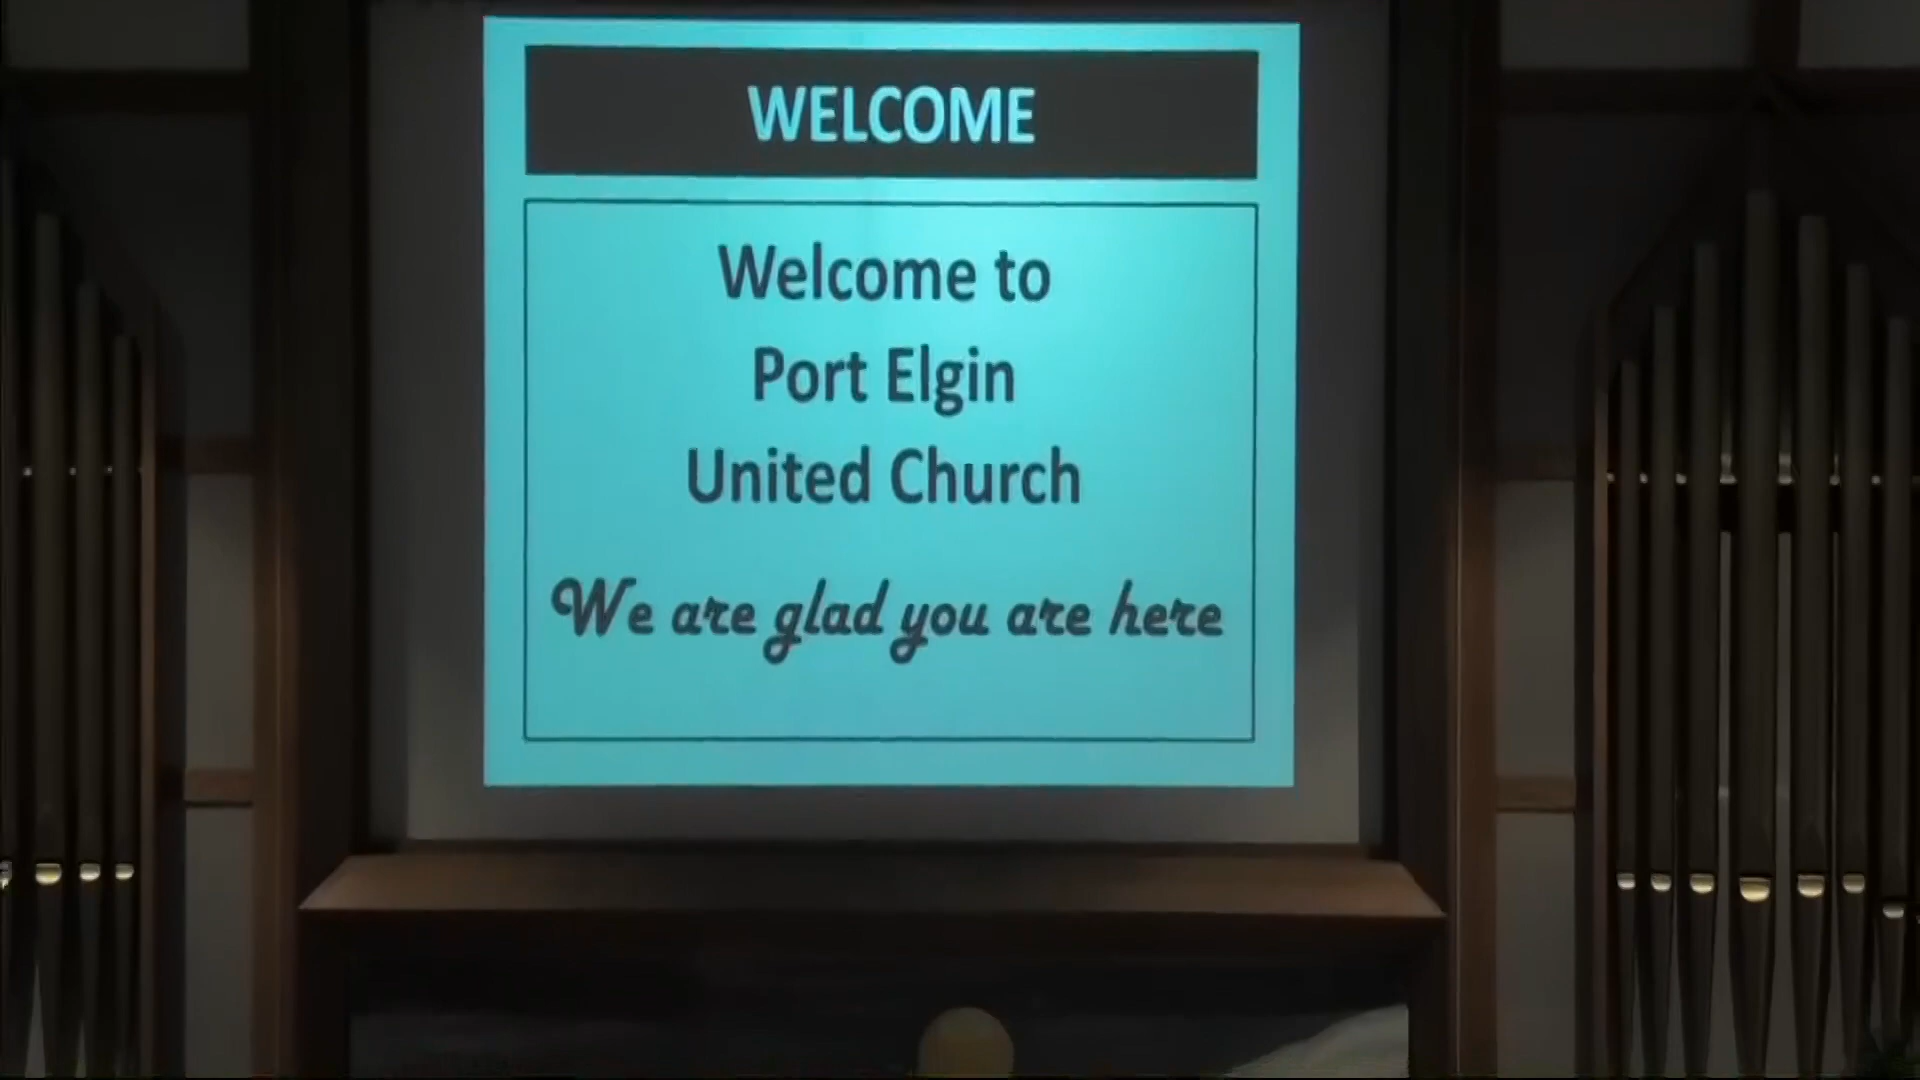 WELCOME
Welcome to
Port Elgin
United Church
We are glad you are here